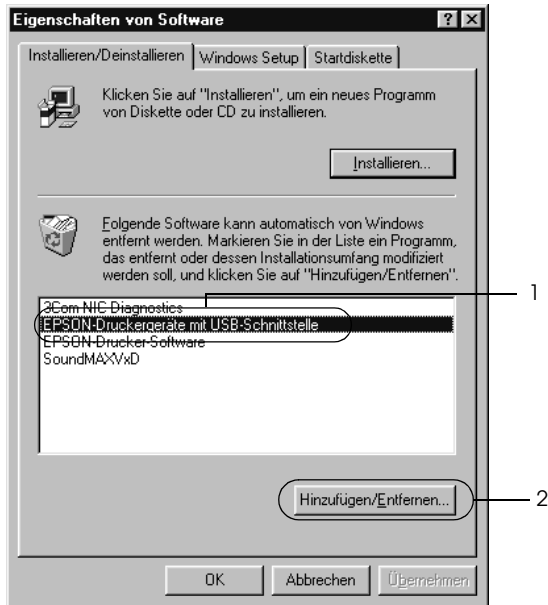 Eigenschaften von Software
Installieren/Deinstallieren
Windows Setup
Startdiskette
Klicken Sie auf "Installieren", um ein neues Programm
von Diskette oder CD zu installieren.
Installieren...
Folgende Software kann automatisch von Windows
entfernt werden. Markieren Sie in der Liste ein Programm,
das entfernt oder dessen Installationsumfang modifiziert
werden soll, und klicken Sie auf "Hinzufügen/Entfernen".
1
3Com NIC Diagnostics
EPSON-Druckergeräte mit USB-Schnittstelle
EPSON-Drucker-Software
SoundMAXVxD
Hinzufügen/Entfernen...
2
OK
Abbrechen
Übernehmen